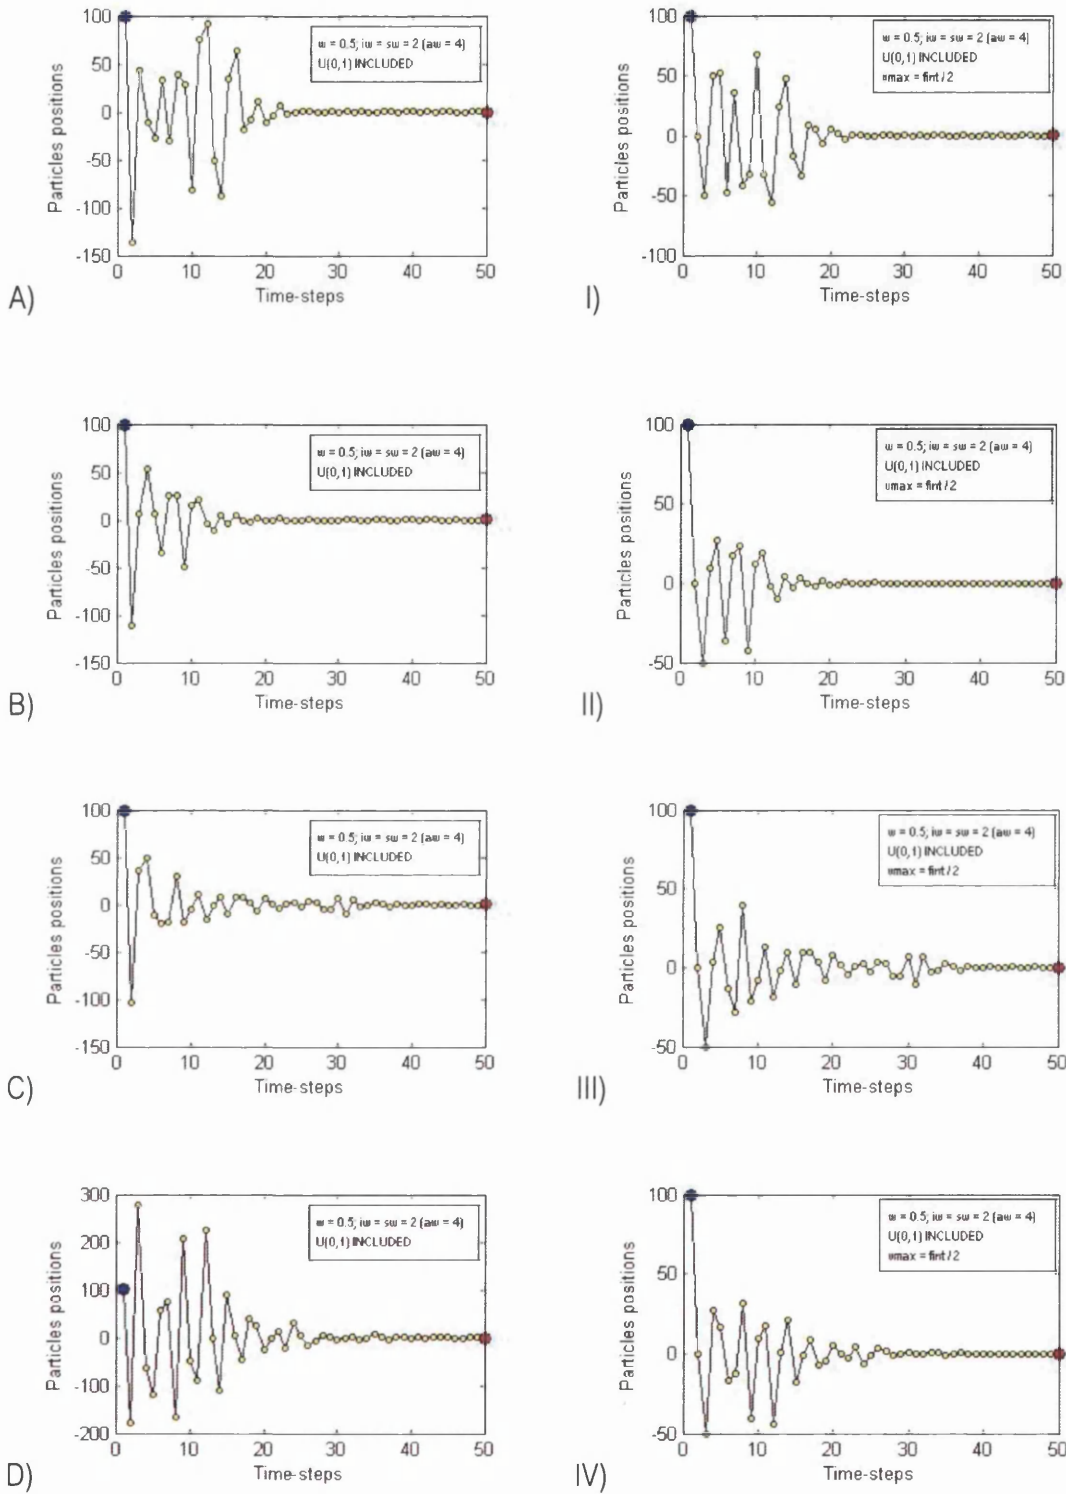 100
50
0
-50
-100
-150
Particles positions
w = 0.5; iw = sw = 2 (aw = 4)
U(0,1) INCLUDED
0 10 20 30 40 50
Time-steps
A)
100
50
0
-50
-100
Particles positions
w = 0.5; iw = sw = 2 (aw = 4)
U(0,1) INCLUDED
vmax = fint / 2
0 10 20 30 40 50
Time-steps
I)
100
50
0
-50
-100
-150
Particles positions
w = 0.5; iw = sw = 2 (aw = 4)
U(0,1) INCLUDED
0 10 20 30 40 50
Time-steps
B)
100
50
0
-50
Particles positions
w = 0.5; iw = sw = 2 (aw = 4)
U(0,1) INCLUDED
vmax = fint / 2
0 10 20 30 40 50
Time-steps
II)
100
50
0
-50
-100
-150
Particles positions
w = 0.5; iw = sw = 2 (aw = 4)
U(0,1) INCLUDED
0 10 20 30 40 50
Time-steps
C)
100
50
0
-50
Particles positions
w = 0.5; iw = sw = 2 (aw = 4)
U(0,1) INCLUDED
vmax = fint / 2
0 10 20 30 40 50
Time-steps
III)
300
200
100
0
-100
-200
Particles positions
w = 0.5; iw = sw = 2 (aw = 4)
U(0,1) INCLUDED
0 10 20 30 40 50
Time-steps
D)
100
50
0
-50
Particles positions
w = 0.5; iw = sw = 2 (aw = 4)
U(0,1) INCLUDED
vmax = fint / 2
0 10 20 30 40 50
Time-steps
IV)